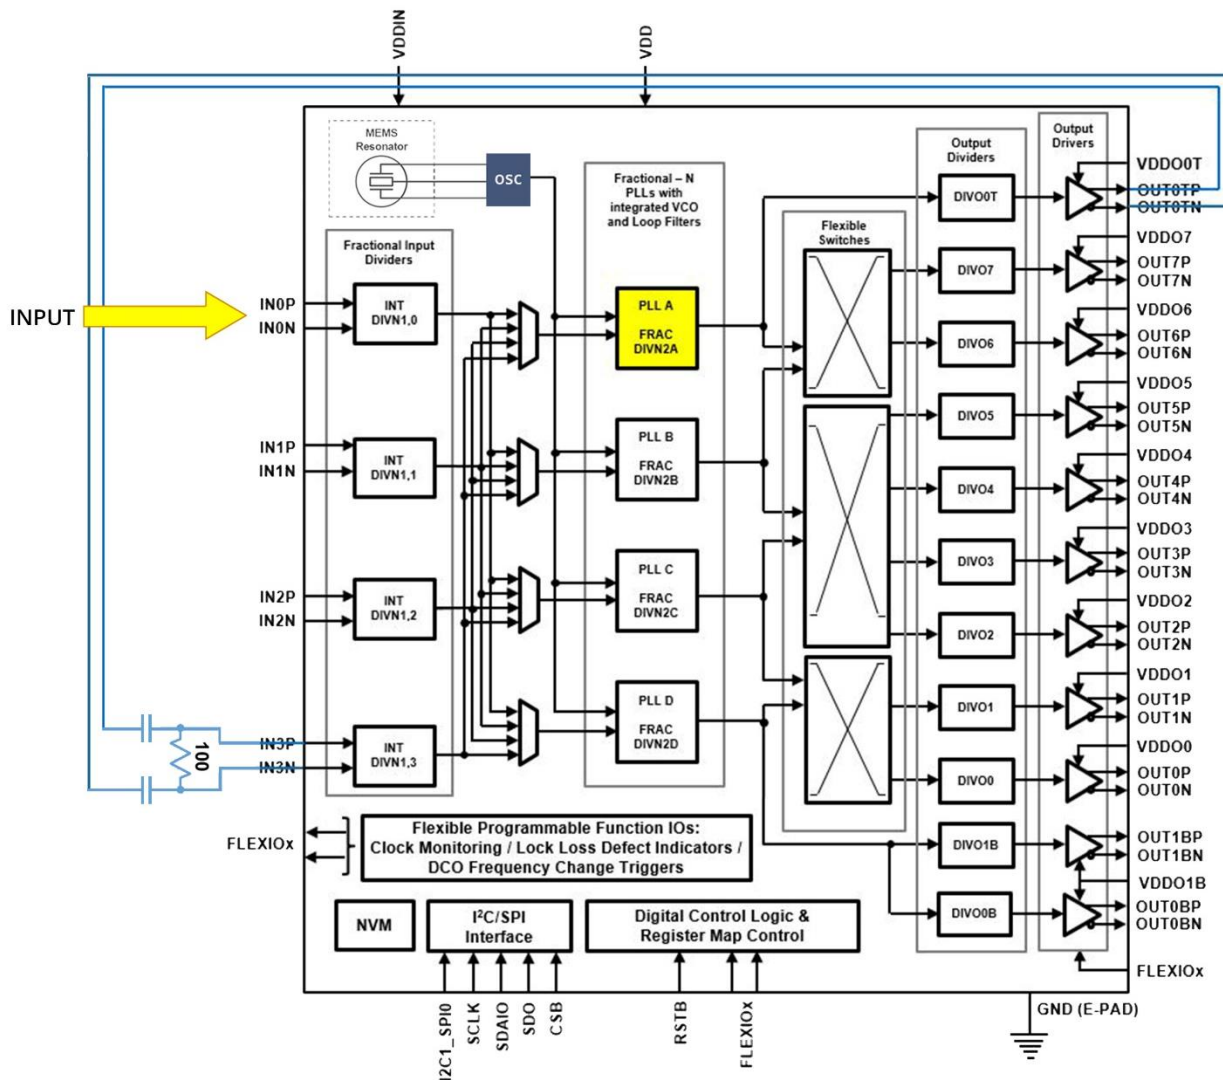 VDDIN
VDD
MEMS
Resonator
OSC
Fractional – N
PLLs with
integrated VCO
and Loop Filters
Output
Dividers
Output
Drivers
Fractional Input
Dividers
Flexible
Switches
INPUT
IN0P
IN0N
INT
DIVN1,0
IN1P
IN1N
INT
DIVN1,1
IN2P
IN2N
INT
DIVN1,2
100
IN3P
IN3N
INT
DIVN1,3
PLL A
FRAC
DIVN2A
PLL B
FRAC
DIVN2B
PLL C
FRAC
DIVN2C
PLL D
FRAC
DIVN2D
DIVO0T
DIVO7
DIVO6
DIVO5
DIVO4
DIVO3
DIVO2
DIVO1
DIVO0
DIVO1B
DIVO0B
VDDO0T
OUT0TP
OUT0TN
VDDO7
OUT7P
OUT7N
VDDO6
OUT6P
OUT6N
VDDO5
OUT5P
OUT5N
VDDO4
OUT4P
OUT4N
VDDO3
OUT3P
OUT3N
VDDO2
OUT2P
OUT2N
VDDO1
OUT1P
OUT1N
VDDO0
OUT0P
OUT0N
OUT1BP
OUT1BN
VDDO1B
OUT0BP
OUT0BN
FLEXIOx
FLEXIOx
Flexible Programmable Function IOs:
Clock Monitoring / Lock Loss Defect Indicators /
DCO Frequency Change Triggers
NVM
I²C/SPI
Interface
Digital Control Logic &
Register Map Control
I2C1_SPI0
SCLK
SDAIO
SDO
CSB
RSTB
FLEXIOx
GND (E-PAD)